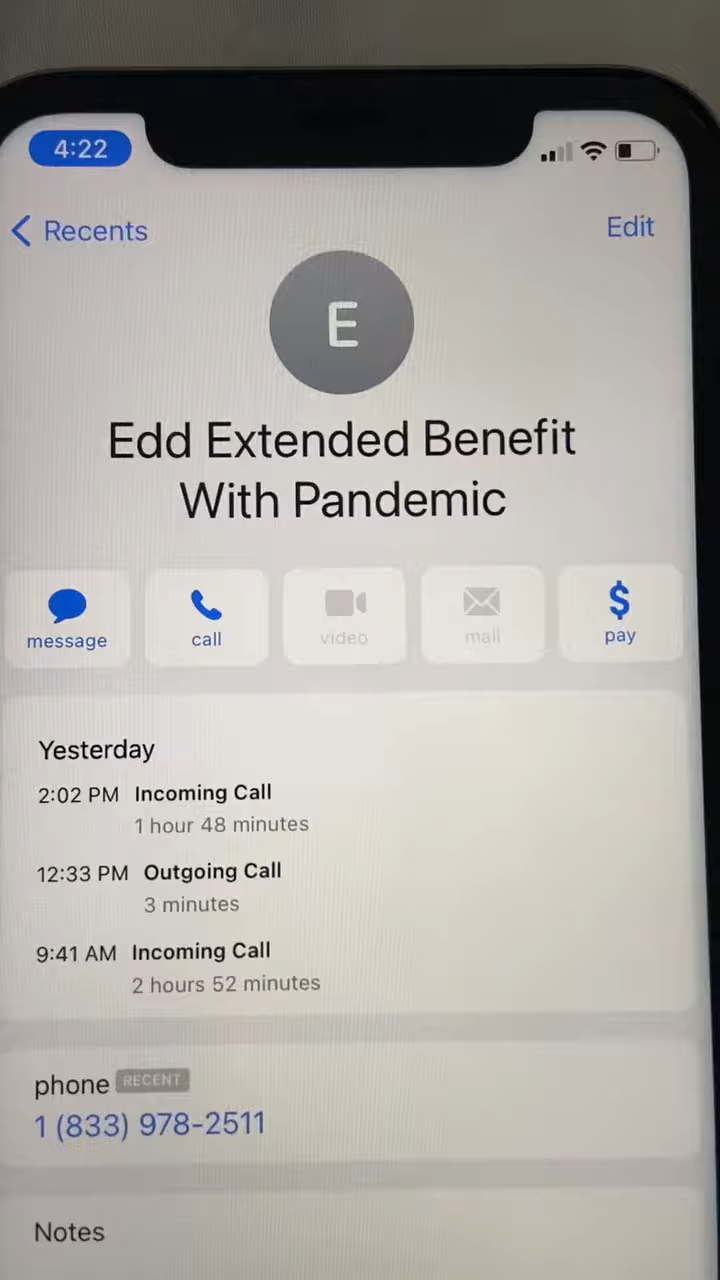 4:22
Recents
Edit
E
Edd Extended Benefit
With Pandemic
message
call
video
mail
$
pay
Yesterday
2:02 PM Incoming Call
1 hour 48 minutes
12:33 PM Outgoing Call
3 minutes
9:41 AM Incoming Call
2 hours 52 minutes
phone RECENT
1 (833) 978-2511
Notes